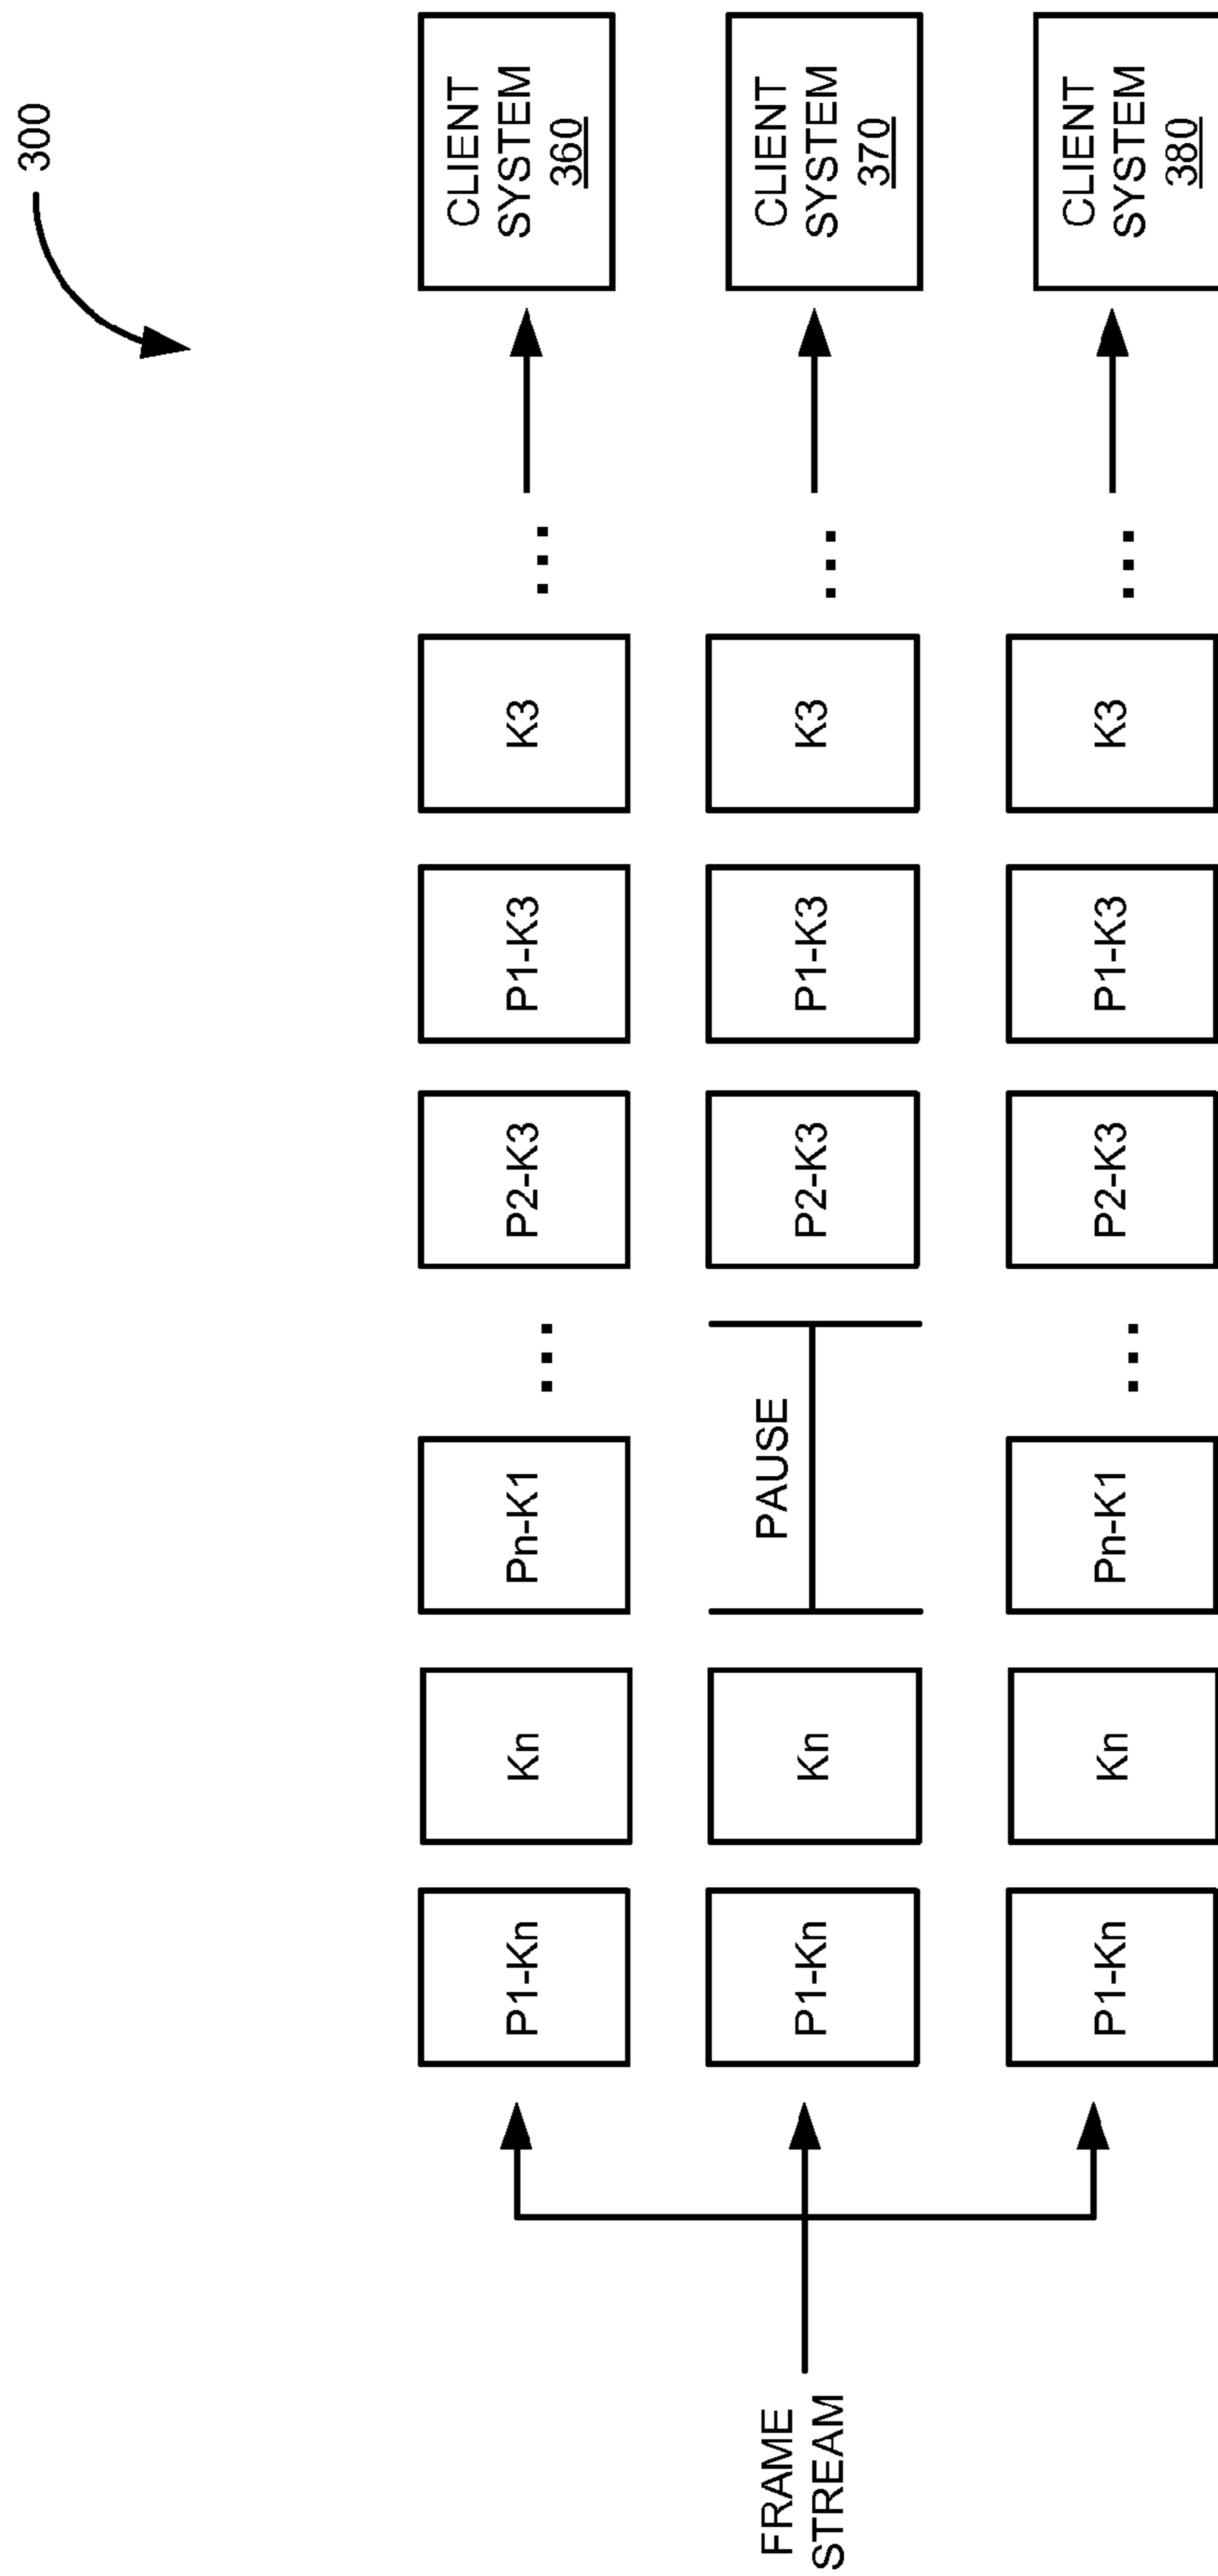 300
P1-Kn
Kn
Pn-K1
...
P2-K3
P1-K3
K3
...
CLIENT
SYSTEM
360
FRAME
STREAM
P1-Kn
Kn
PAUSE
P2-K3
P1-K3
K3
...
CLIENT
SYSTEM
370
P1-Kn
Kn
Pn-K1
...
P2-K3
P1-K3
K3
...
CLIENT
SYSTEM
380